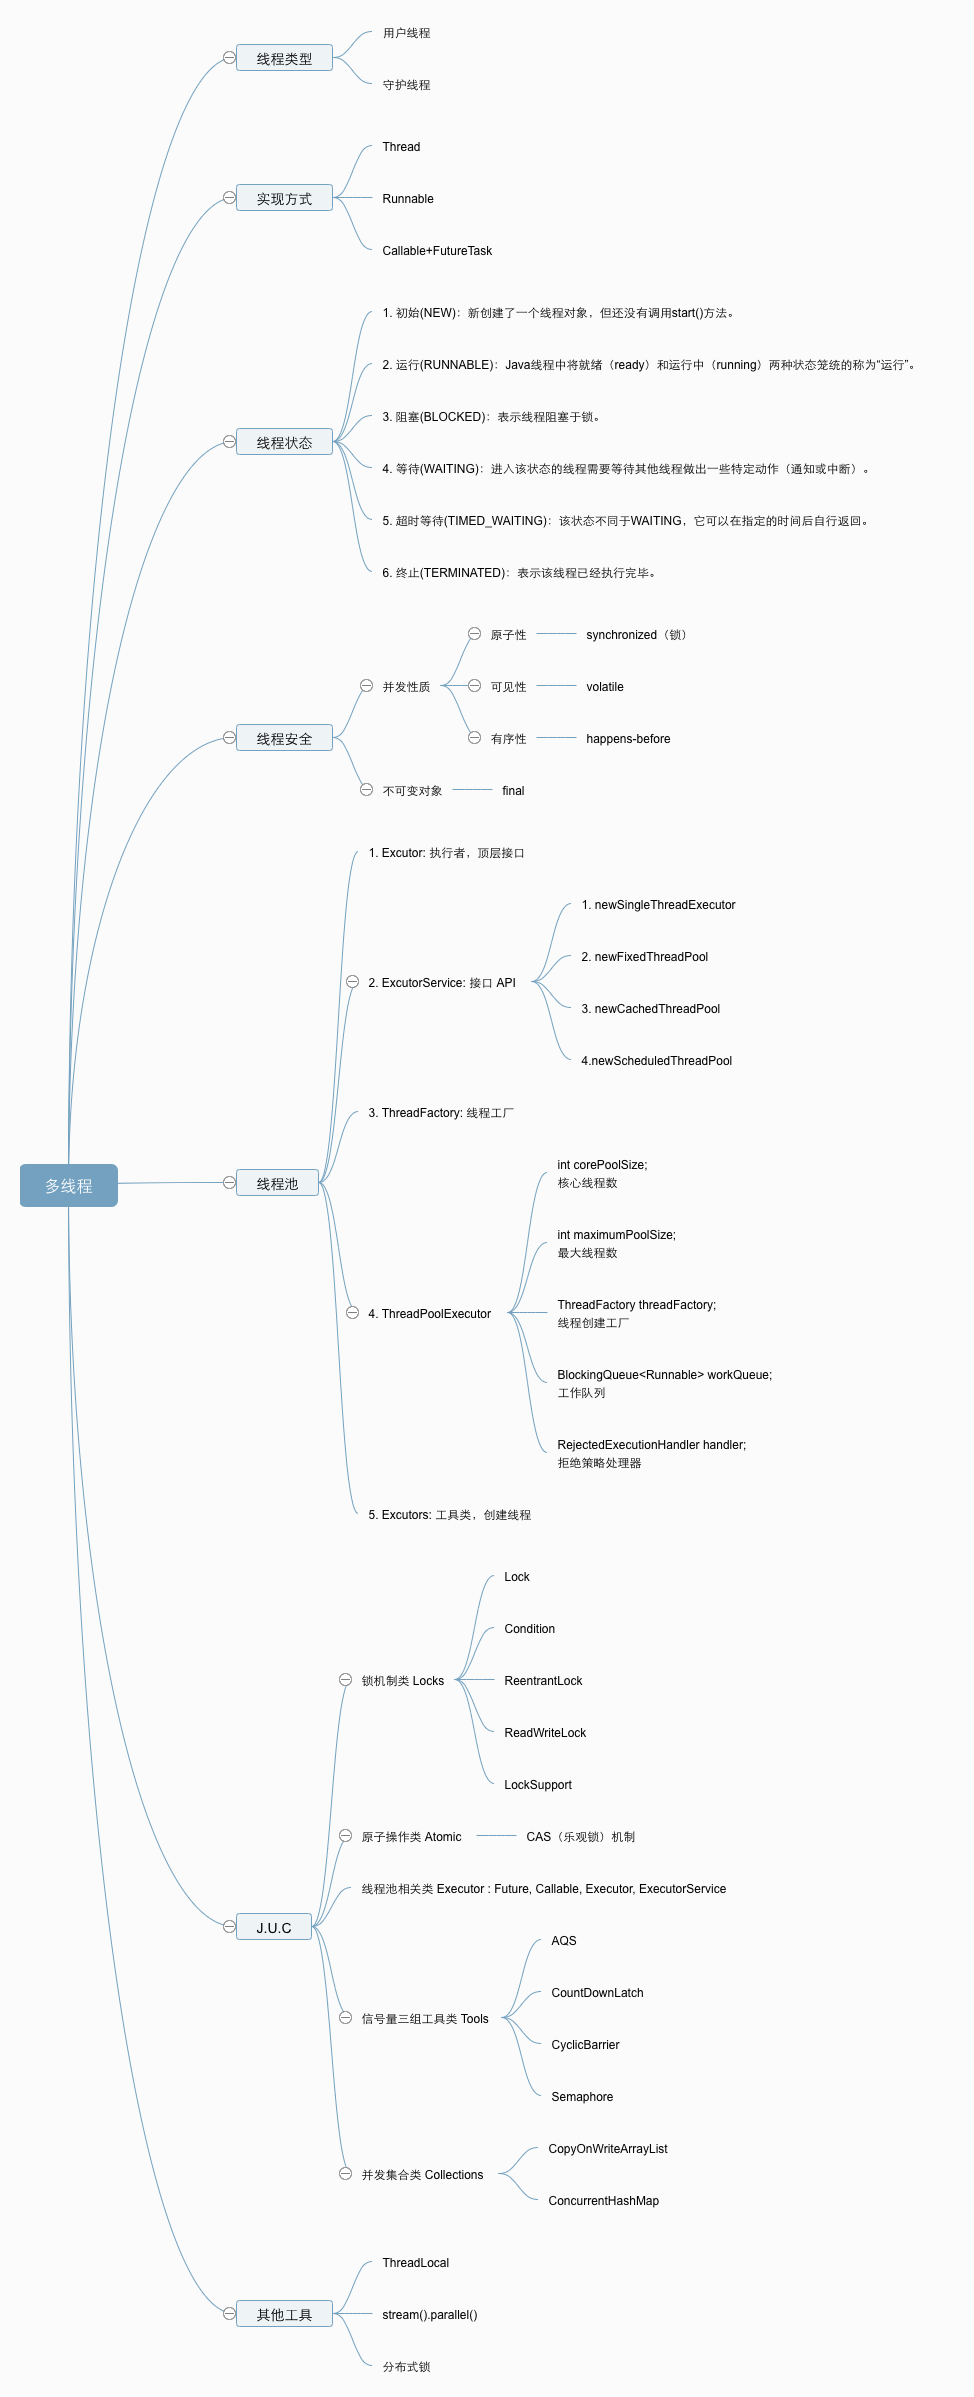 多线程
线程类型
用户线程
守护线程
实现方式
Thread
Runnable
Callable+FutureTask
线程状态
1. 初始(NEW)：新创建了一个线程对象，但还没有调用start()方法。
2. 运行(RUNNABLE)：Java线程中将就绪（ready）和运行中（running）两种状态笼统的称为“运行”。
3. 阻塞(BLOCKED)：表示线程阻塞于锁。
4. 等待(WAITING)：进入该状态的线程需要等待其他线程做出一些特定动作（通知或中断）。
5. 超时等待(TIMED_WAITING)：该状态不同于WAITING，它可以在指定的时间后自行返回。
6. 终止(TERMINATED)：表示该线程已经执行完毕。
线程安全
并发性质
原子性
synchronized（锁）
可见性
volatile
有序性
happens-before
不可变对象
final
线程池
1. Excutor: 执行者，顶层接口
2. ExcutorService: 接口 API
1. newSingleThreadExecutor
2. newFixedThreadPool
3. newCachedThreadPool
4.newScheduledThreadPool
3. ThreadFactory: 线程工厂
4. ThreadPoolExecutor
int corePoolSize;
核心线程数
int maximumPoolSize;
最大线程数
ThreadFactory threadFactory;
线程创建工厂
BlockingQueue<Runnable> workQueue;
工作队列
RejectedExecutionHandler handler;
拒绝策略处理器
5. Excutors: 工具类，创建线程
J.U.C
锁机制类 Locks
Lock
Condition
ReentrantLock
ReadWriteLock
LockSupport
原子操作类 Atomic
CAS（乐观锁）机制
线程池相关类 Executor : Future, Callable, Executor, ExecutorService
信号量三组工具类 Tools
AQS
CountDownLatch
CyclicBarrier
Semaphore
并发集合类 Collections
CopyOnWriteArrayList
ConcurrentHashMap
其他工具
ThreadLocal
stream().parallel()
分布式锁